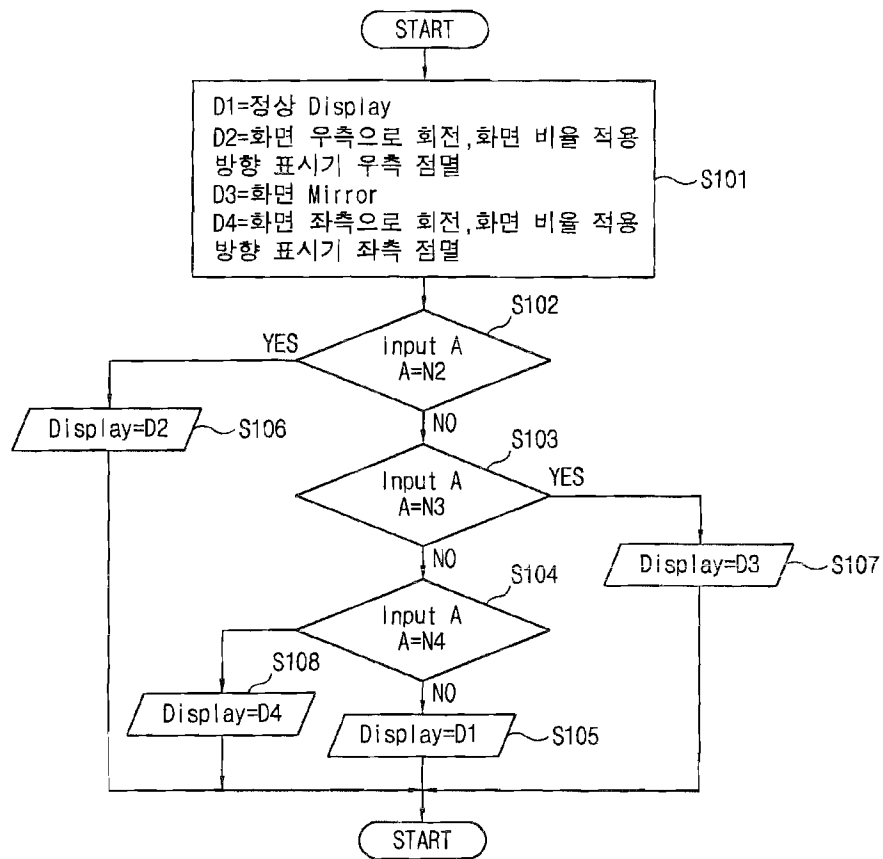 START
D1=정상 Display
D2=화면 우측으로 회전,화면 비율 적용
방향 표시기 우측 점멸
D3=화면 Mirror
D4=화면 좌측으로 회전,화면 비율 적용
방향 표시기 좌측 점멸
S101
S102
YES
input A
A=N2
Display=D2
S106
NO
S103
Input A
A=N3
YES
Display=D3
S107
NO
S104
Input A
A=N4
S108
Display=D4
NO
Display=D1
S105
START